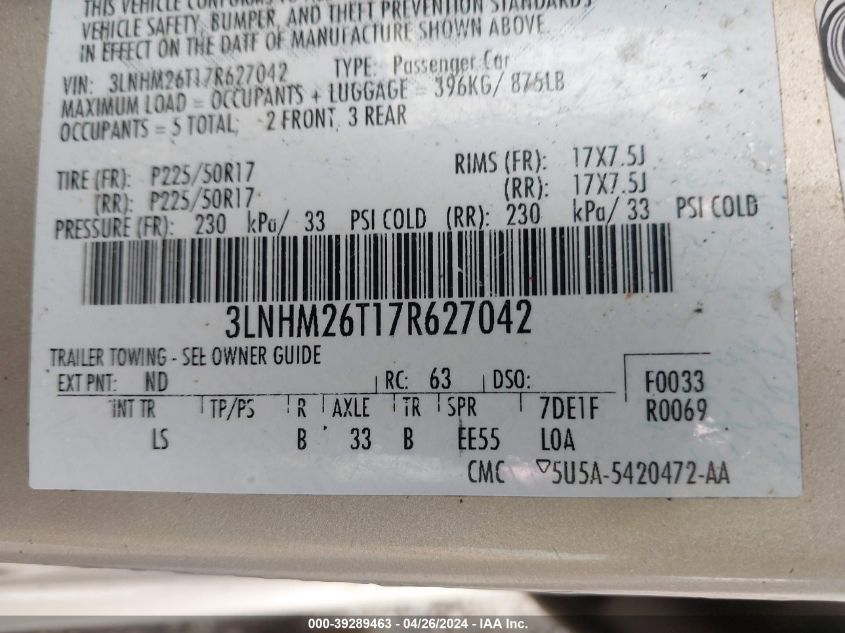 THIS VEHICLE CONFORMS TO
VEHICLE SAFETY, BUMPER, AND THEFT PREVENTION STANDARDS
IN EFFECT ON THE DATE OF MANUFACTURE SHOWN ABOVE.
VIN: 3LNHM26T17R627042 TYPE: Passenger Car
MAXIMUM LOAD = OCCUPANTS + LUGGAGE = 396KG/ 875LB
OCCUPANTS = 5 TOTAL, 2 FRONT, 3 REAR
TIRE (FR): P225/50R17 RIMS (FR): 17X7.5J
(RR): P225/50R17 (RR): 17X7.5J
PRESSURE (FR): 230 kPa/ 33 PSI COLD (RR): 230 kPa/ 33 PSI COLD
3LNHM26T17R627042
TRAILER TOWING - SEE OWNER GUIDE
EXT PNT: ND RC: 63 DSO: F0033
INT TR TP/PS R AXLE TR SPR 7DE1F R0069
LS B 33 B EE55 LOA
CMC 5U5A-5420472-AA
000-39289463 - 04/26/2024 - IAA Inc.